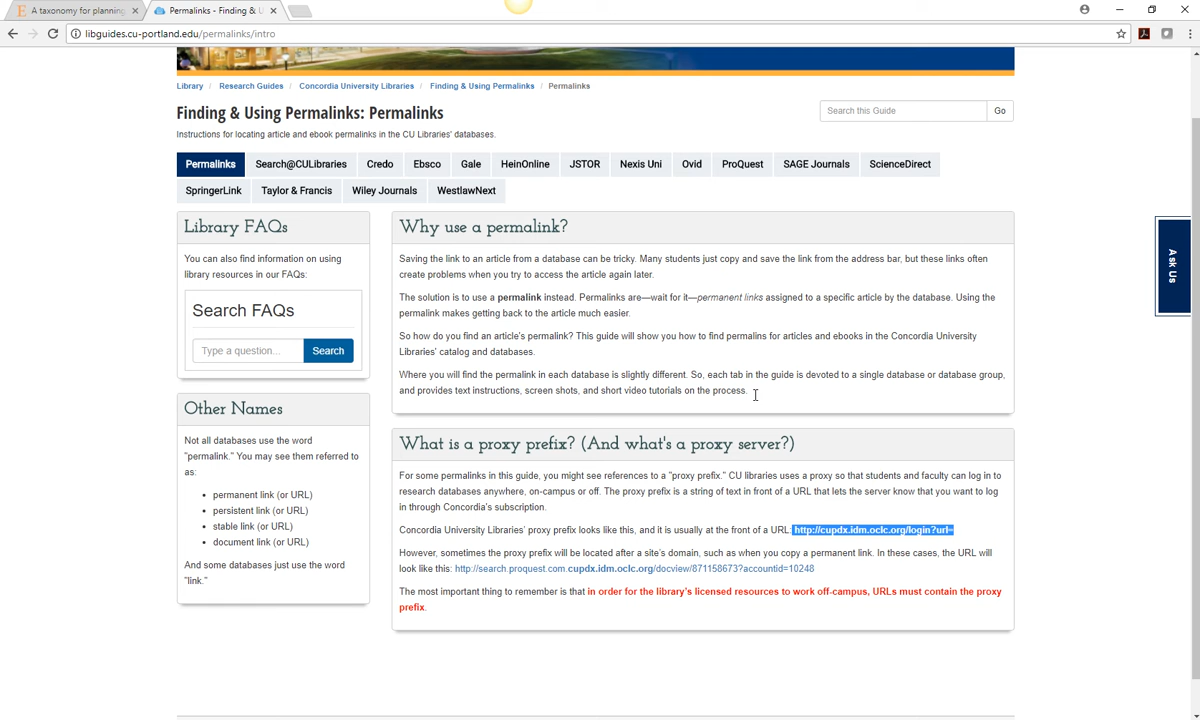 A taxonomy for planning
Permalinks - Finding & U
libguides.cu-portland.edu/permalinks/intro
Library / Research Guides / Concordia University Libraries / Finding & Using Permalinks / Permalinks
Finding & Using Permalinks: Permalinks
Search this Guide Go
Instructions for locating article and ebook permalinks in the CU Libraries' databases.
Permalinks Search@CULibraries Credo Ebsco Gale HeinOnline JSTOR Nexis Uni Ovid ProQuest SAGE Journals ScienceDirect
SpringerLink Taylor & Francis Wiley Journals WestlawNext
Library FAQs
You can also find information on using
library resources in our FAQs:
Search FAQs
Type a question... Search
Other Names
Not all databases use the word
"permalink." You may see them referred to
as:
• permanent link (or URL)
• persistent link (or URL)
• stable link (or URL)
• document link (or URL)
And some databases just use the word
"link."
Why use a permalink?
Saving the link to an article from a database can be tricky. Many students just copy and save the link from the address bar, but these links often
create problems when you try to access the article again later.
The solution is to use a permalink instead. Permalinks are—wait for it—permanent links assigned to a specific article by the database. Using the
permalink makes getting back to the article much easier.
So how do you find an article's permalink? This guide will show you how to find permalins for articles and ebooks in the Concordia University
Libraries' catalog and databases.
Where you will find the permalink in each database is slightly different. So, each tab in the guide is devoted to a single database or database group,
and provides text instructions, screen shots, and short video tutorials on the process.
What is a proxy prefix? (And what's a proxy server?)
For some permalinks in this guide, you might see references to a "proxy prefix." CU libraries uses a proxy so that students and faculty can log in to
research databases anywhere, on-campus or off. The proxy prefix is a string of text in front of a URL that lets the server know that you want to log
in through Concordia's subscription.
Concordia University Libraries' proxy prefix looks like this, and it is usually at the front of a URL: http://cupdx.idm.oclc.org/login?url=
However, sometimes the proxy prefix will be located after a site's domain, such as when you copy a permanent link. In these cases, the URL will
look like this: http://search.proquest.com.cupdx.idm.oclc.org/docview/871158673?accountid=10248
The most important thing to remember is that in order for the library's licensed resources to work off-campus, URLs must contain the proxy
prefix.
Ask Us